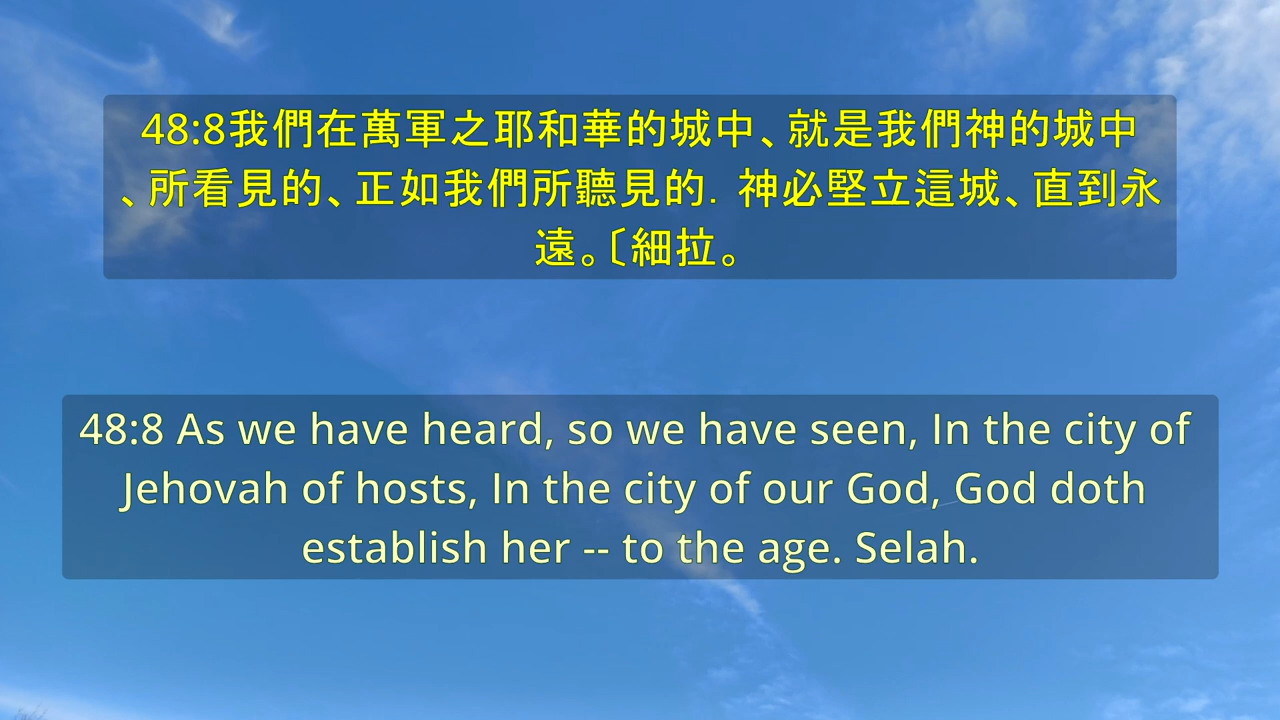 48:8我們在萬軍之耶和華的城中、就是我們神的城中
、所看見的、正如我們所聽見的．神必堅立這城、直到永
遠。〔細拉。
48:8 As we have heard, so we have seen, In the city of
Jehovah of hosts, In the city of our God, God doth
establish her -- to the age. Selah.